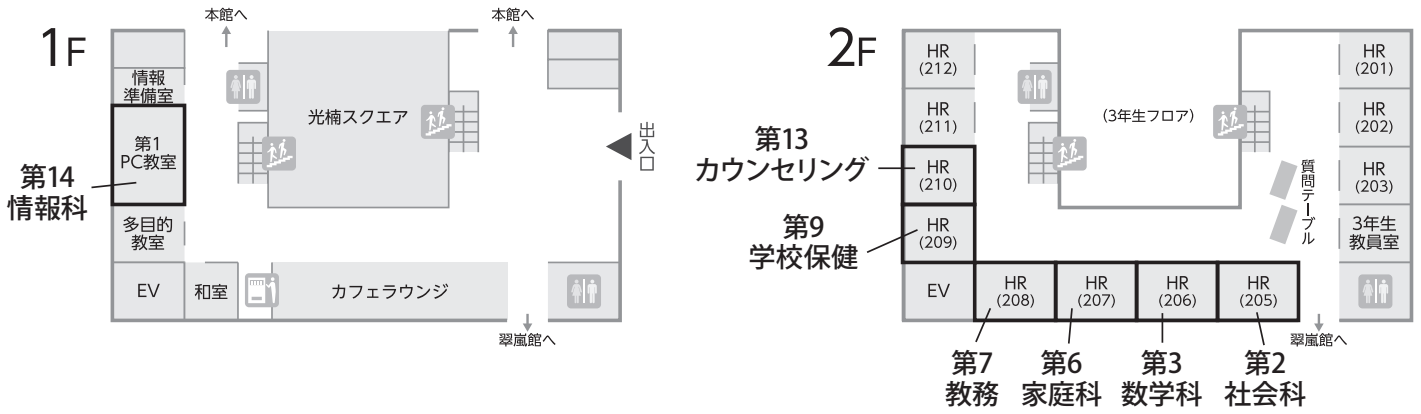 1F
本館へ
本館へ
情報
準備室
第1
PC教室
第14
情報科
多目的
教室
EV
和室
光楠スクエア
カフェラウンジ
出入口
翠嵐館へ
2F
HR
(212)
HR
(211)
HR
(210)
HR
(209)
第13
カウンセリング
第9
学校保健
EV
HR
(208)
HR
(207)
HR
(206)
HR
(205)
(3年生フロア)
HR
(201)
HR
(202)
HR
(203)
質問テーブル
3年生
教員室
翠嵐館へ
第7
教務
第6
家庭科
第3
数学科
第2
社会科